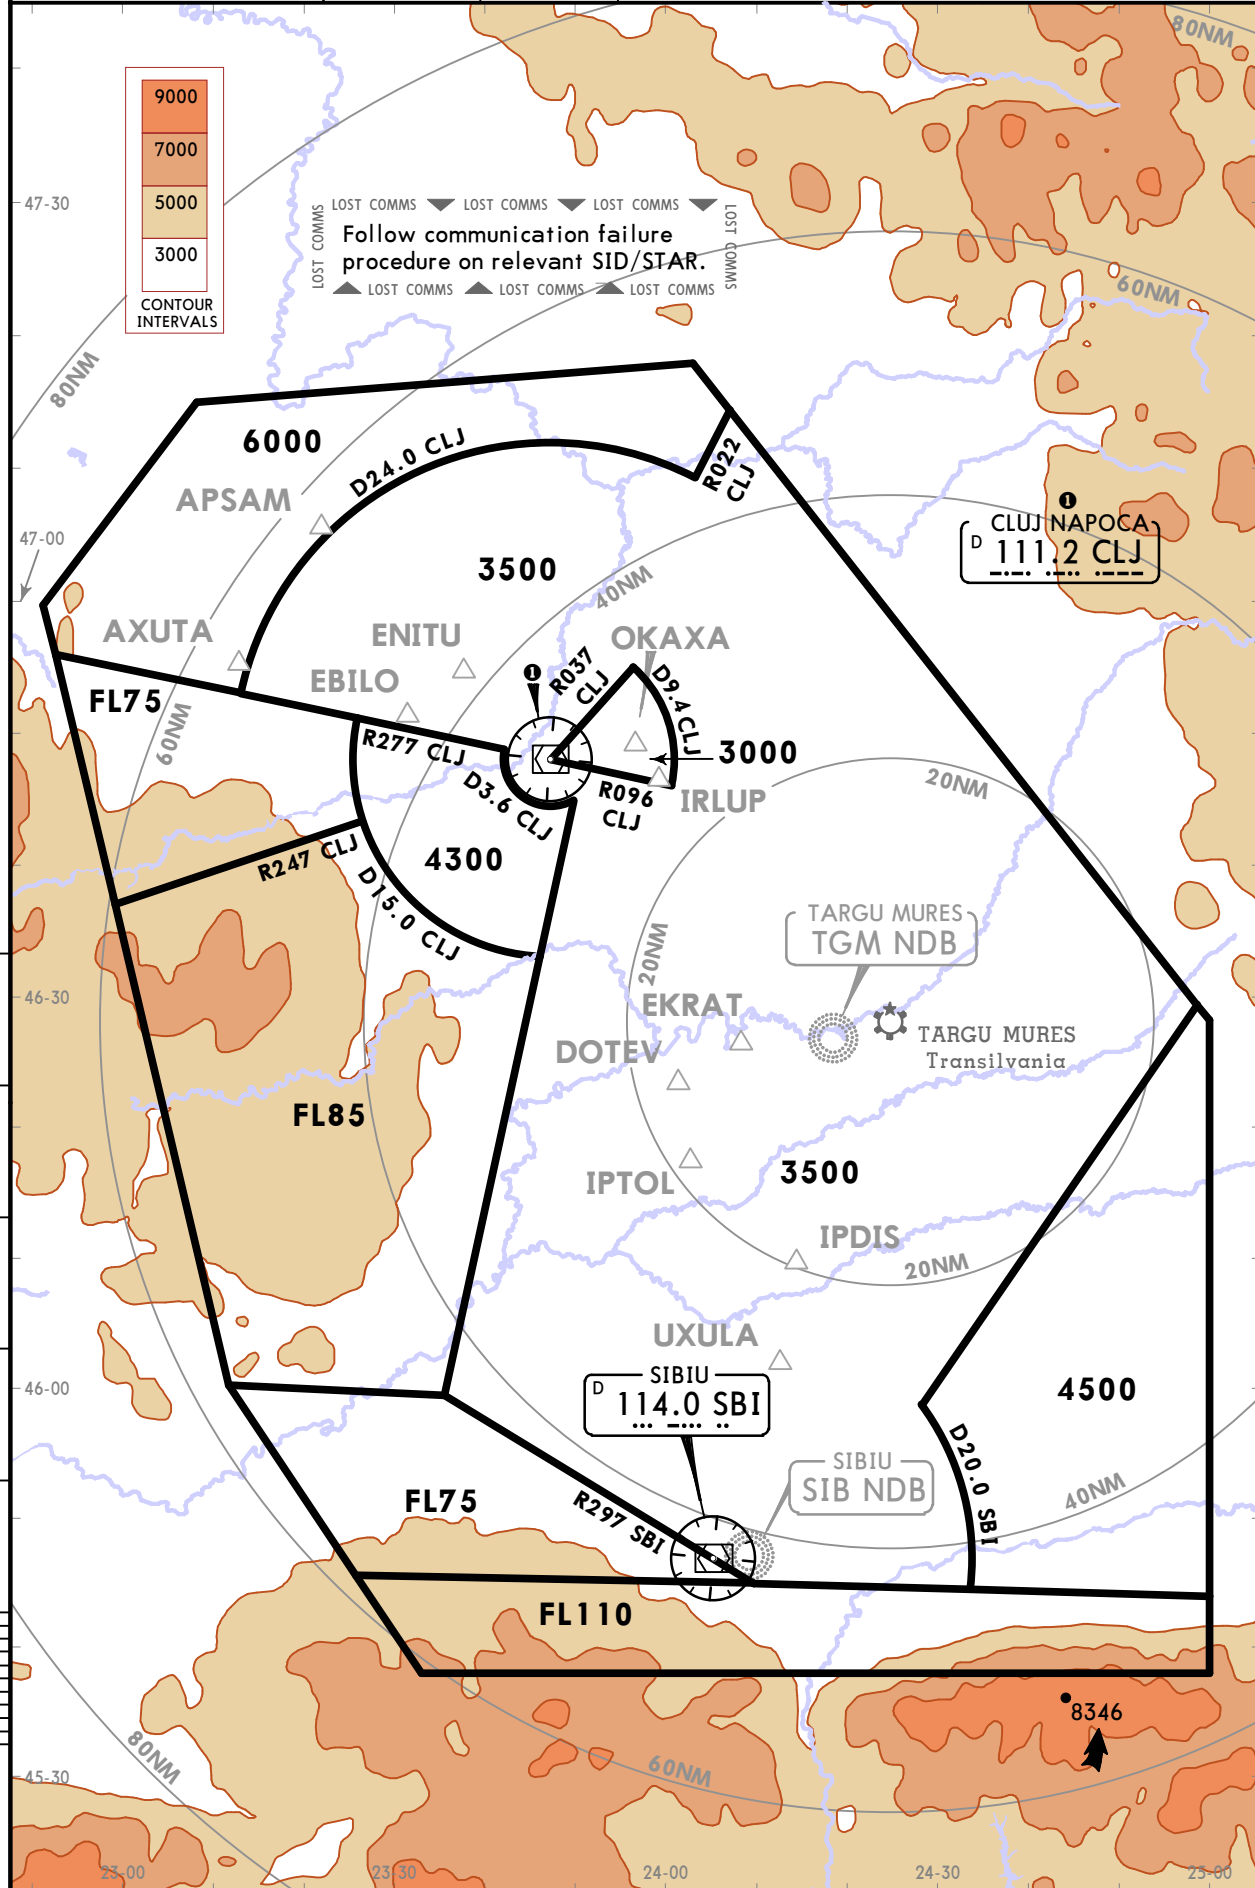 80NM
9000
7000
5000
3000
CONTOUR
INTERVALS
47-30
LOST COMMS LOST COMMS LOST COMMS
LOST COMMS
Follow communication failure
procedure on relevant SID/STAR.
LOST COMMS
LOST COMMS LOST COMMS LOST COMMS
60NM
80NM
6000
D24.0 CLJ
R022
CLJ
APSAM
1
CLUJ NAPOCA
D 111.2 CLJ
47-00
3500
40NM
AXUTA
ENITU
OKAXA
EBILO
1
R037
CLJ
D9.4 CLJ
FL75
60NM
R277 CLJ
3000
D3.6 CLJ
R096
CLJ
IRLUP
20NM
R247 CLJ
4300
D15.0 CLJ
TARGU MURES
TGM NDB
20NM
46-30
EKRAT
TARGU MURES
Transilvania
DOTEV
FL85
3500
IPTOL
IPDIS
20NM
UXULA
SIBIU
D 114.0 SBI
46-00
4500
D20.0 SBI
SIBIU
SIB NDB
40NM
FL75
R297 SBI
FL110
8346
80NM
60NM
45-30
23-00
23-30
24-00
24-30
25-00